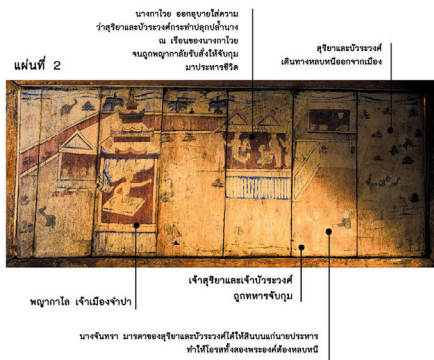 นางกาไวย ออกอุบายใส่ความ
ว่าสุริยาและบัวระวงศ์กระทำปลุกปล้ำนาง
ณ เรือนของนางกาไวย
จนถูกพญากาลัยรับสั่งให้จับกุม
มาประหารชีวิต
สุริยาและบัวระวงศ์
เดินทางหลบหนีออกจากเมือง
แผ่นที่ 2
เจ้าสุริยาและเจ้าบัวระวงศ์
ถูกทหารจับกุม
พญากาไล เจ้าเมืองจำปา
นางจันทรา มารดาของสุริยาและบัวระวงศ์ได้ให้สินบนแก่นายประหาร
ทำให้โอรสทั้งสองพระองค์ต้องหลบหนี